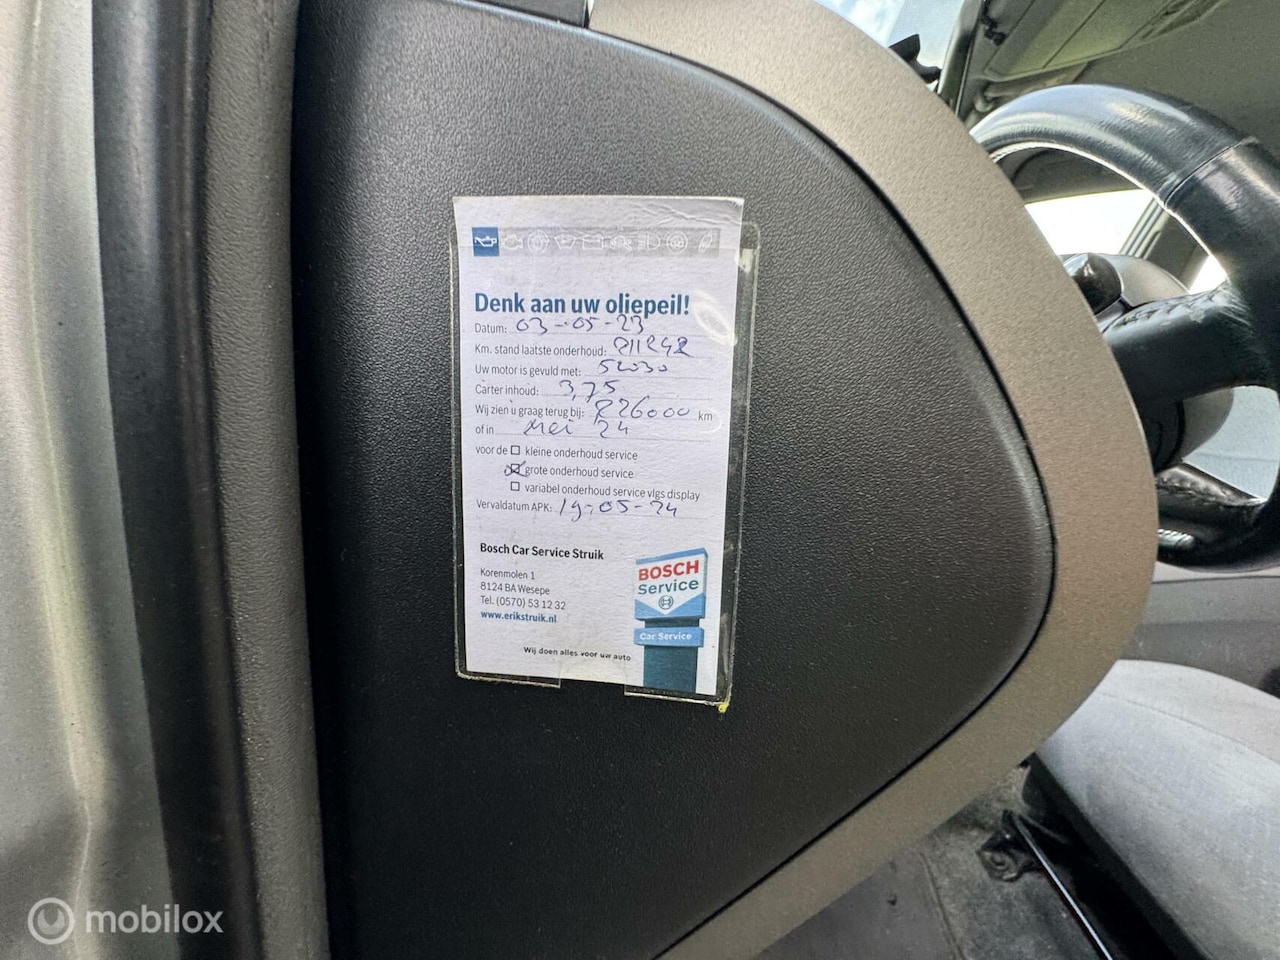 Denk aan uw oliepeil!
Datum: 03-05-23
Km. stand laatste onderhoud: 211242
Uw motor is gevuld met: 5W30
Carter inhoud: 3,75
Wij zien u graag terug bij: 226000 km
of in Mei 24
voor de kleine onderhoud service
grote onderhoud service
variabel onderhoud service vlgs display
Vervaldatum APK: 19-05-24
Bosch Car Service Struik
Korenmolen 1
8124 BA Wesepe
Tel. (0570) 53 12 32
www.erikstruik.nl
Wij doen alles voor uw auto
BOSCH
Service
Car Service
mobilox